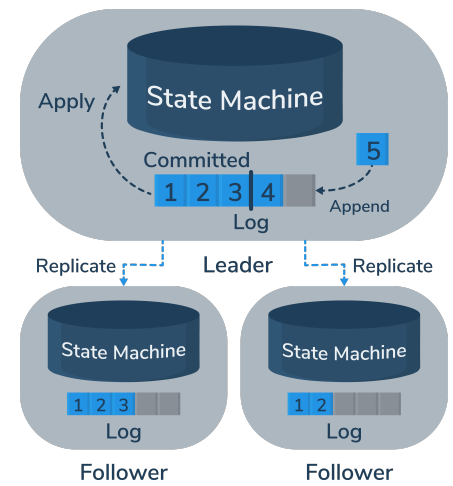 State Machine
Apply
Committed
5
1 2 3 4
Append
Log
Replicate
Leader
Replicate
State Machine
1 2 3
Log
Follower
State Machine
1 2
Log
Follower